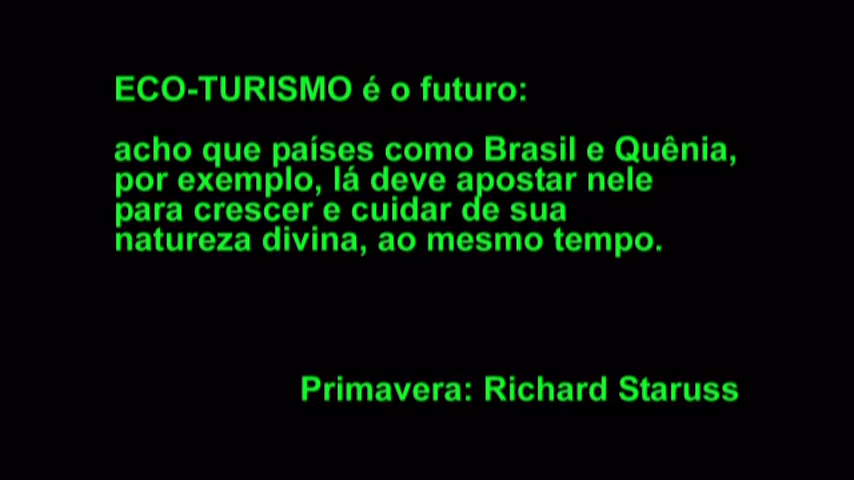 ECO-TURISMO é o futuro:
acho que países como Brasil e Quênia,
por exemplo, lá deve apostar nele
para crescer e cuidar de sua
natureza divina, ao mesmo tempo.
Primavera: Richard Staruss